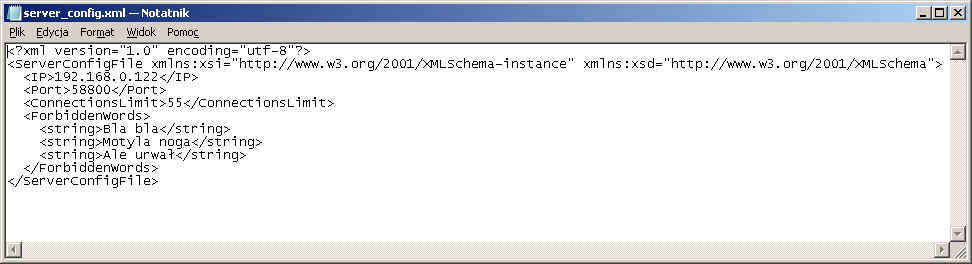 server_config.xml — Notatnik
Plik Edycja Format Widok Pomoc
<?xml version="1.0" encoding="utf-8"?>
<ServerConfigFile xmlns:xsi="http://www.w3.org/2001/XMLSchema-instance" xmlns:xsd="http://www.w3.org/2001/XMLSchema">
  <IP>192.168.0.122</IP>
  <Port>58800</Port>
  <ConnectionsLimit>55</ConnectionsLimit>
  <ForbiddenWords>
    <string>Bla bla</string>
    <string>Motyla noga</string>
    <string>Ale urwał</string>
  </ForbiddenWords>
</ServerConfigFile>